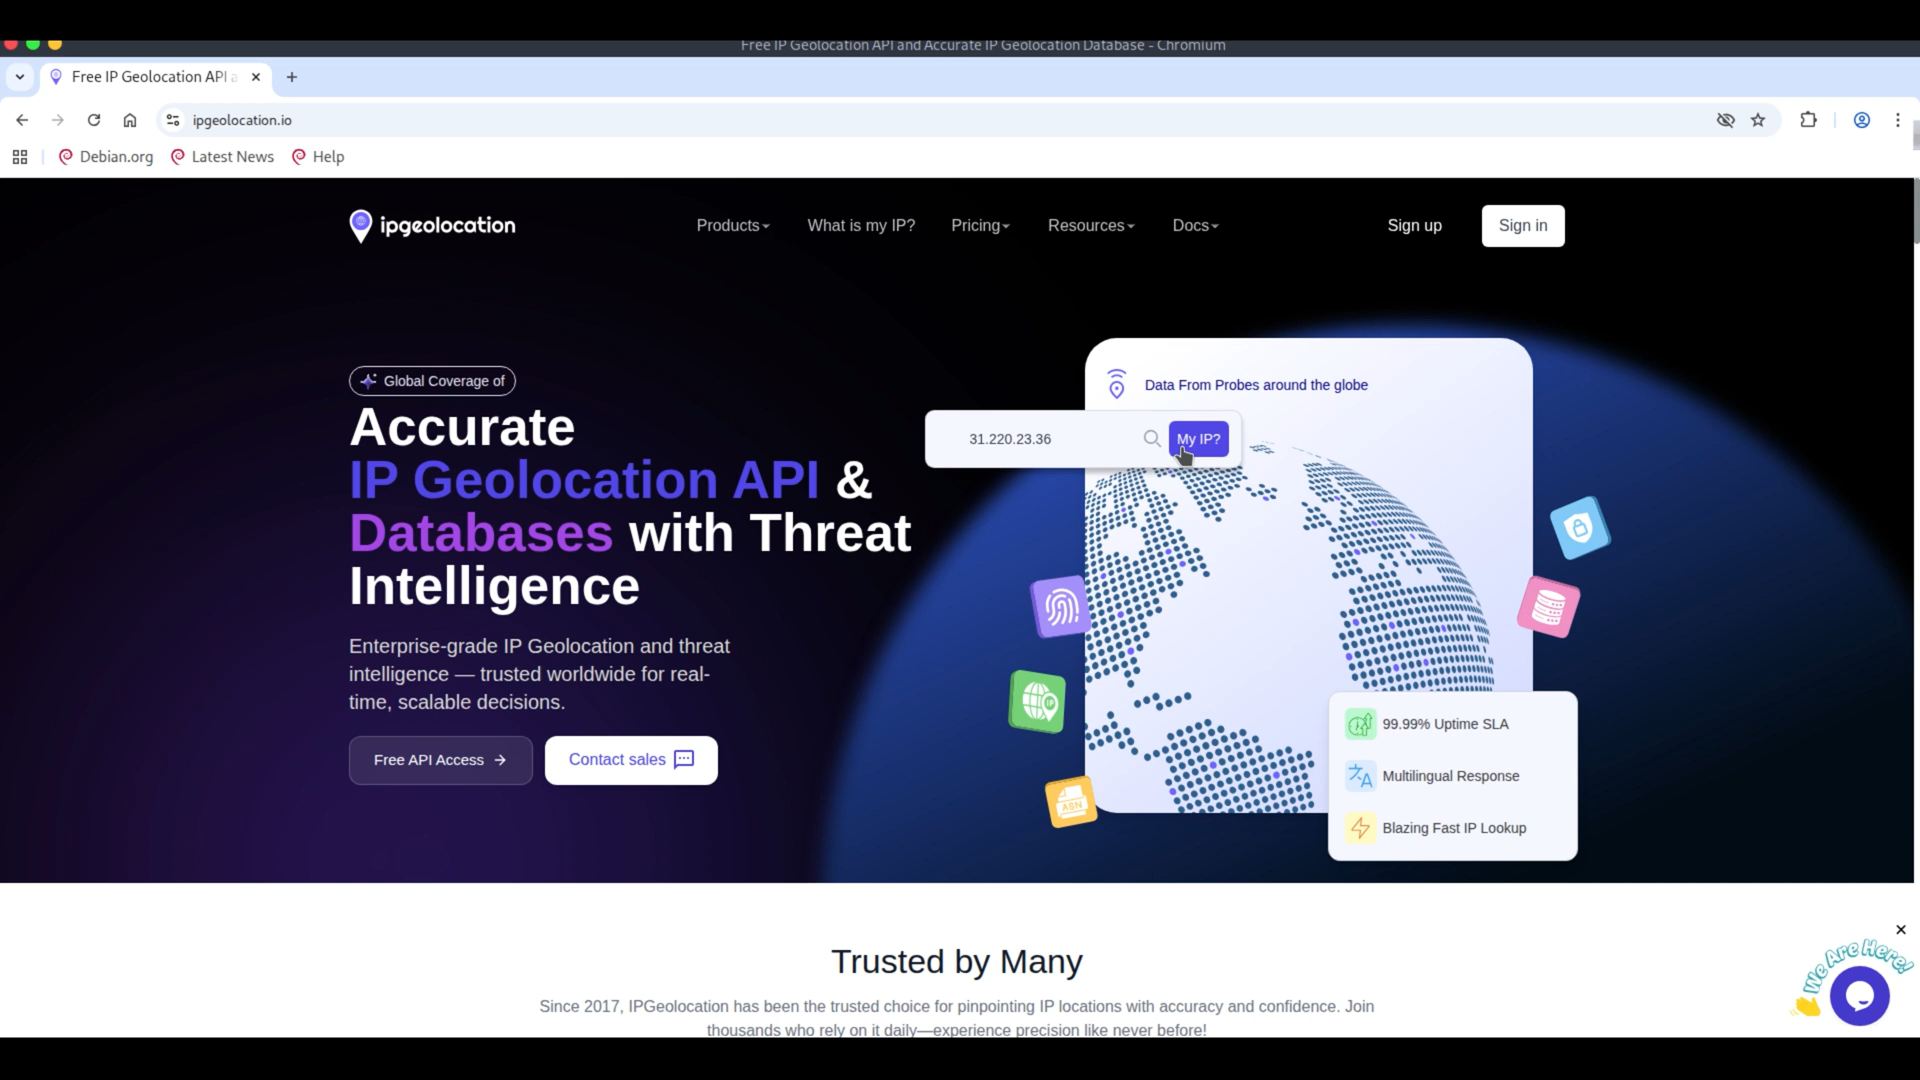 Free IP Geolocation API and Accurate IP Geolocation Database - Chromium
Free IP Geolocation API a
ipgeolocation.io
Debian.org Latest News Help
ipgeolocation Products What is my IP? Pricing Resources Docs Sign up Sign in
Global Coverage of
Accurate
IP Geolocation API &
Databases with Threat
Intelligence
Enterprise-grade IP Geolocation and threat
intelligence — trusted worldwide for real-
time, scalable decisions.
Free API Access
Contact sales
Data From Probes around the globe
31.220.23.36 My IP?
IP
ASN
99.99% Uptime SLA
Multilingual Response
Blazing Fast IP Lookup
Trusted by Many
Since 2017, IPGeolocation has been the trusted choice for pinpointing IP locations with accuracy and confidence. Join
thousands who rely on it daily—experience precision like never before!
We Are Here!